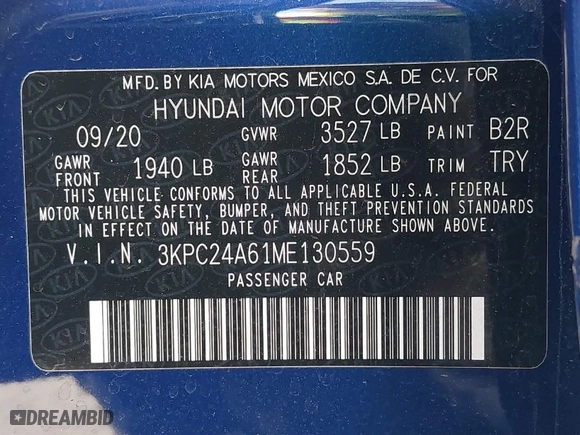 MFD. BY KIA MOTORS MEXICO S.A. DE C.V. FOR
HYUNDAI MOTOR COMPANY
09/20 GVWR 3527 LB PAINT B2R
GAWR FRONT 1940 LB GAWR REAR 1852 LB TRIM TRY
THIS VEHICLE CONFORMS TO ALL APPLICABLE U.S.A. FEDERAL
MOTOR VEHICLE SAFETY, BUMPER, AND THEFT PREVENTION STANDARDS
IN EFFECT ON THE DATE OF MANUFACTURE SHOWN ABOVE.
V.I.N. 3KPC24A61ME130559
PASSENGER CAR
DREAMBID